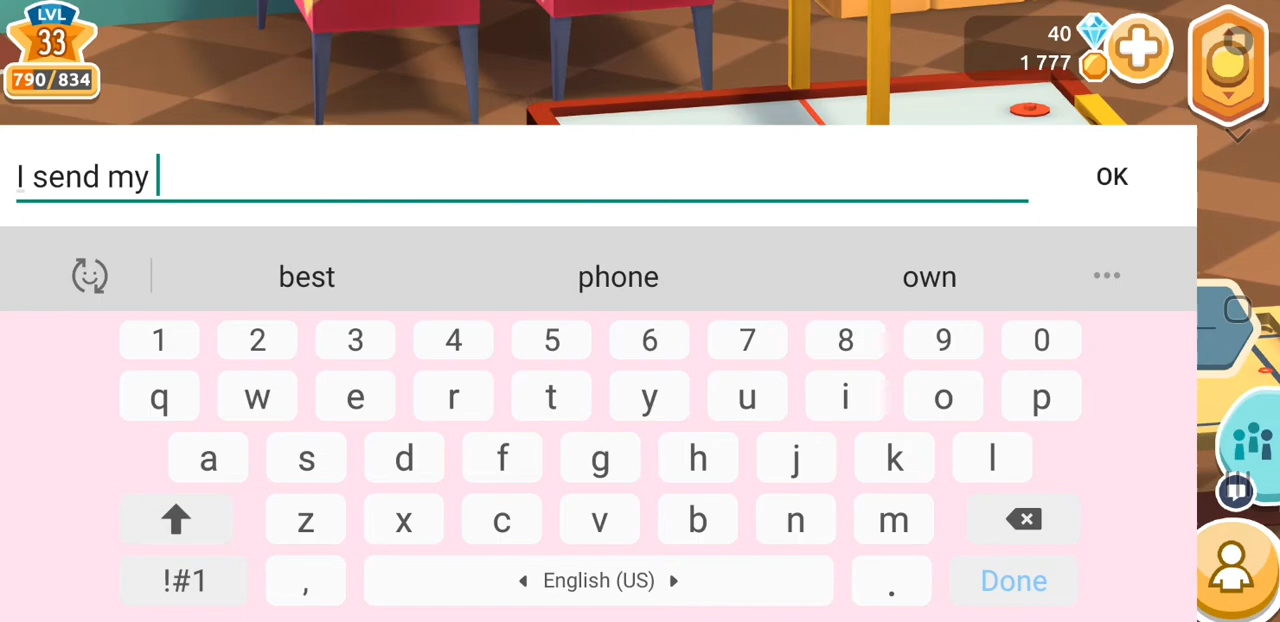 LVL
33
790/834
40
1 777
I send my
OK
best phone own
1 2 3 4 5 6 7 8 9 0
q w e r t y u i o p
a s d f g h j k l
z x c v b n m
!#1 , English (US) . Done